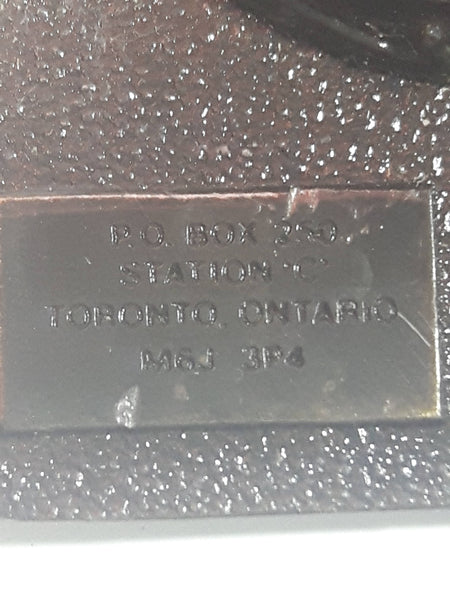 P.O. BOX 250
STATION 'C'
TORONTO, ONTARIO
M6J 3P4